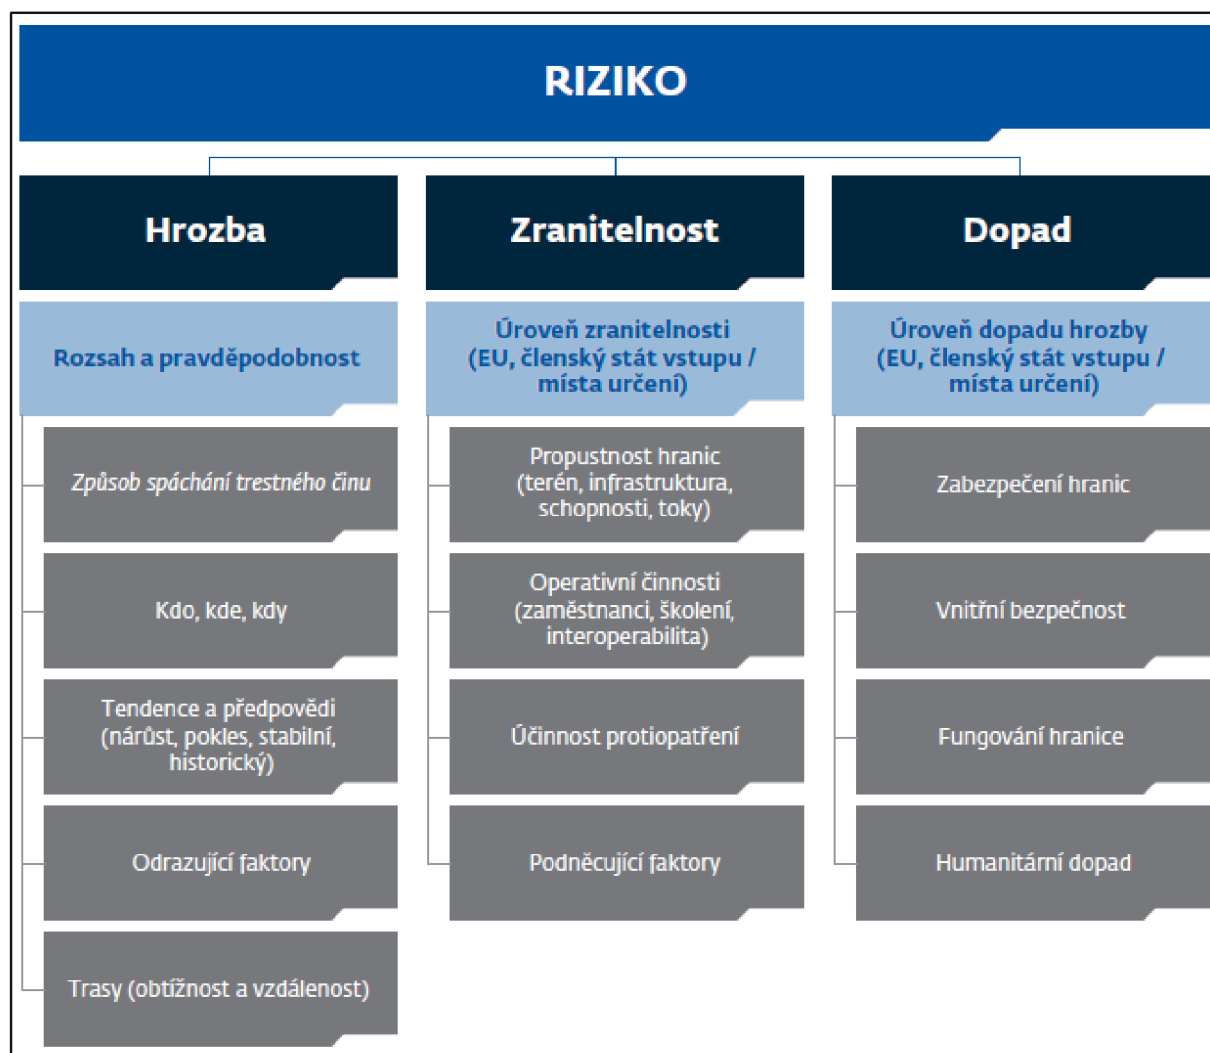 RIZIKO
Hrozba
Rozsah a pravděpodobnost
Způsob spáchání trestného činu
Kdo, kde, kdy
Tendence a předpovědi
(nárůst, pokles, stabilní,
historický)
Odrazující faktory
Trasy (obtížnost a vzdálenost)
Zranitelnost
Úroveň zranitelnosti
(EU, členský stát vstupu /
místa určení)
Propustnost hranic
(terén, infrastruktura,
schopnosti, toky)
Operativní činnosti
(zaměstnanci, školení,
interoperabilita)
Účinnost protiopatření
Podněcující faktory
Dopad
Úroveň dopadu hrozby
(EU, členský stát vstupu /
místa určení)
Zabezpečení hranic
Vnitřní bezpečnost
Fungování hranice
Humanitární dopad